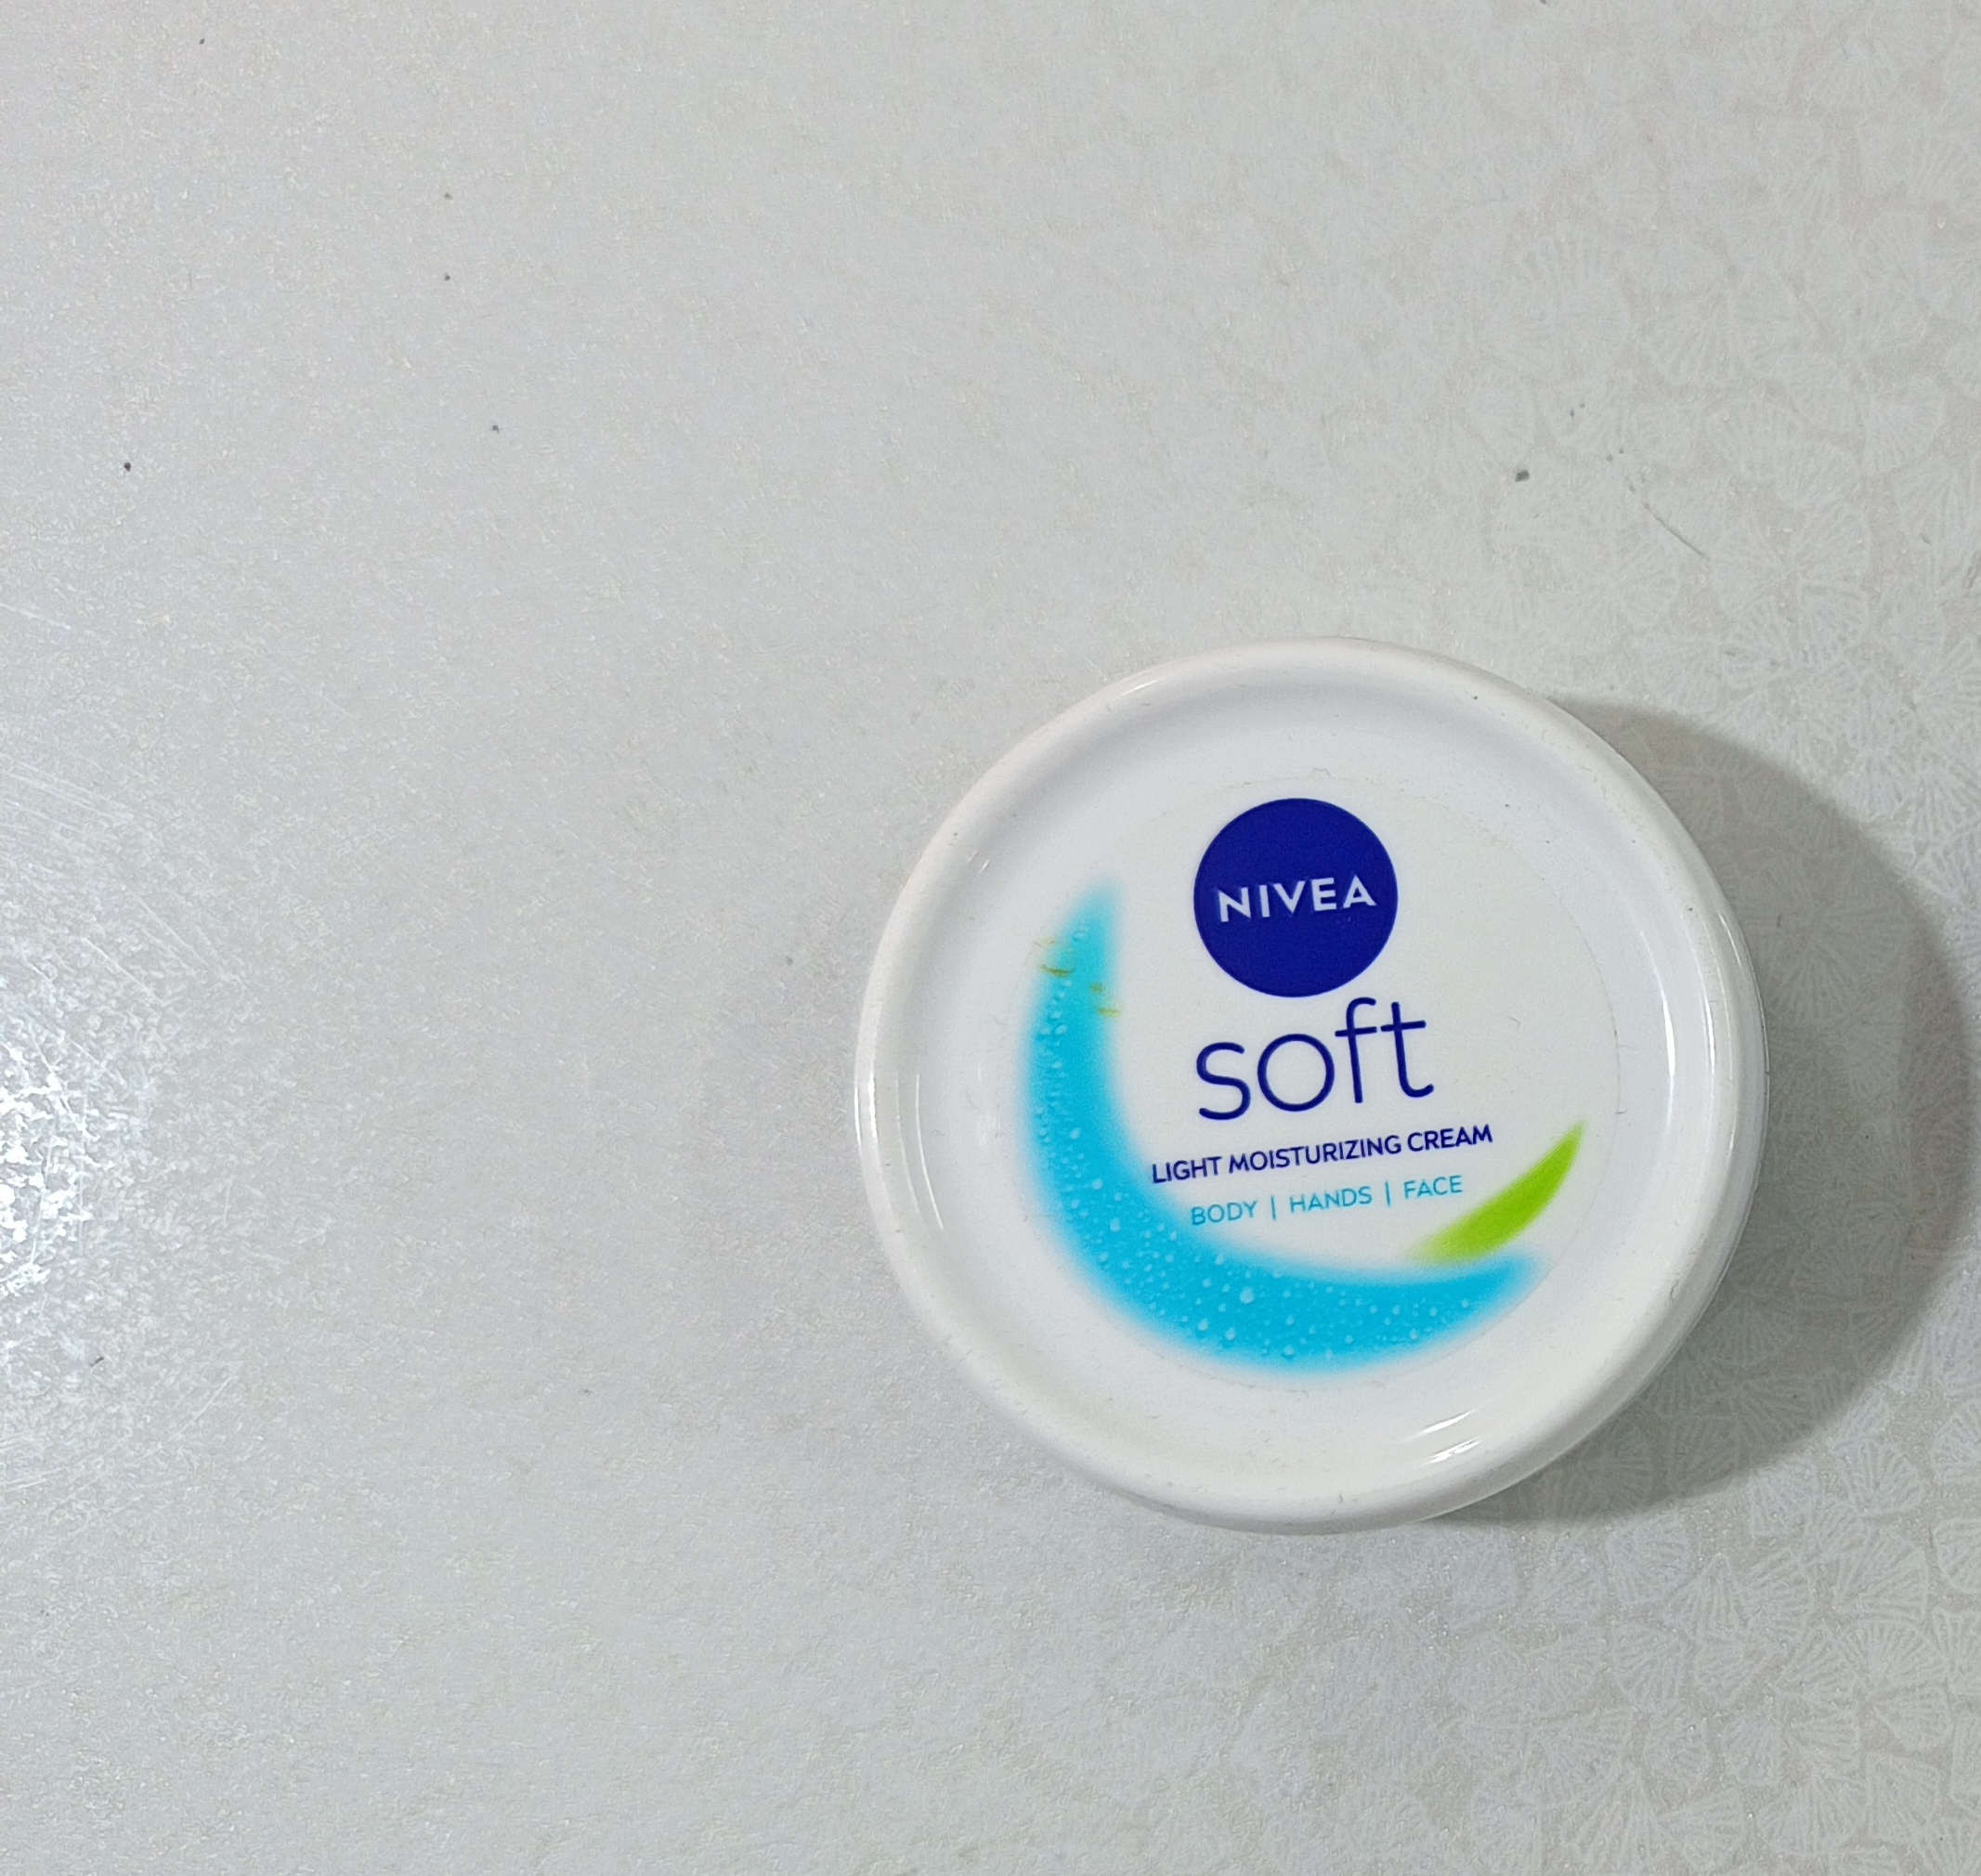 NIVEA
soft
LIGHT MOISTURIZING CREAM
BODY | HANDS | FACE